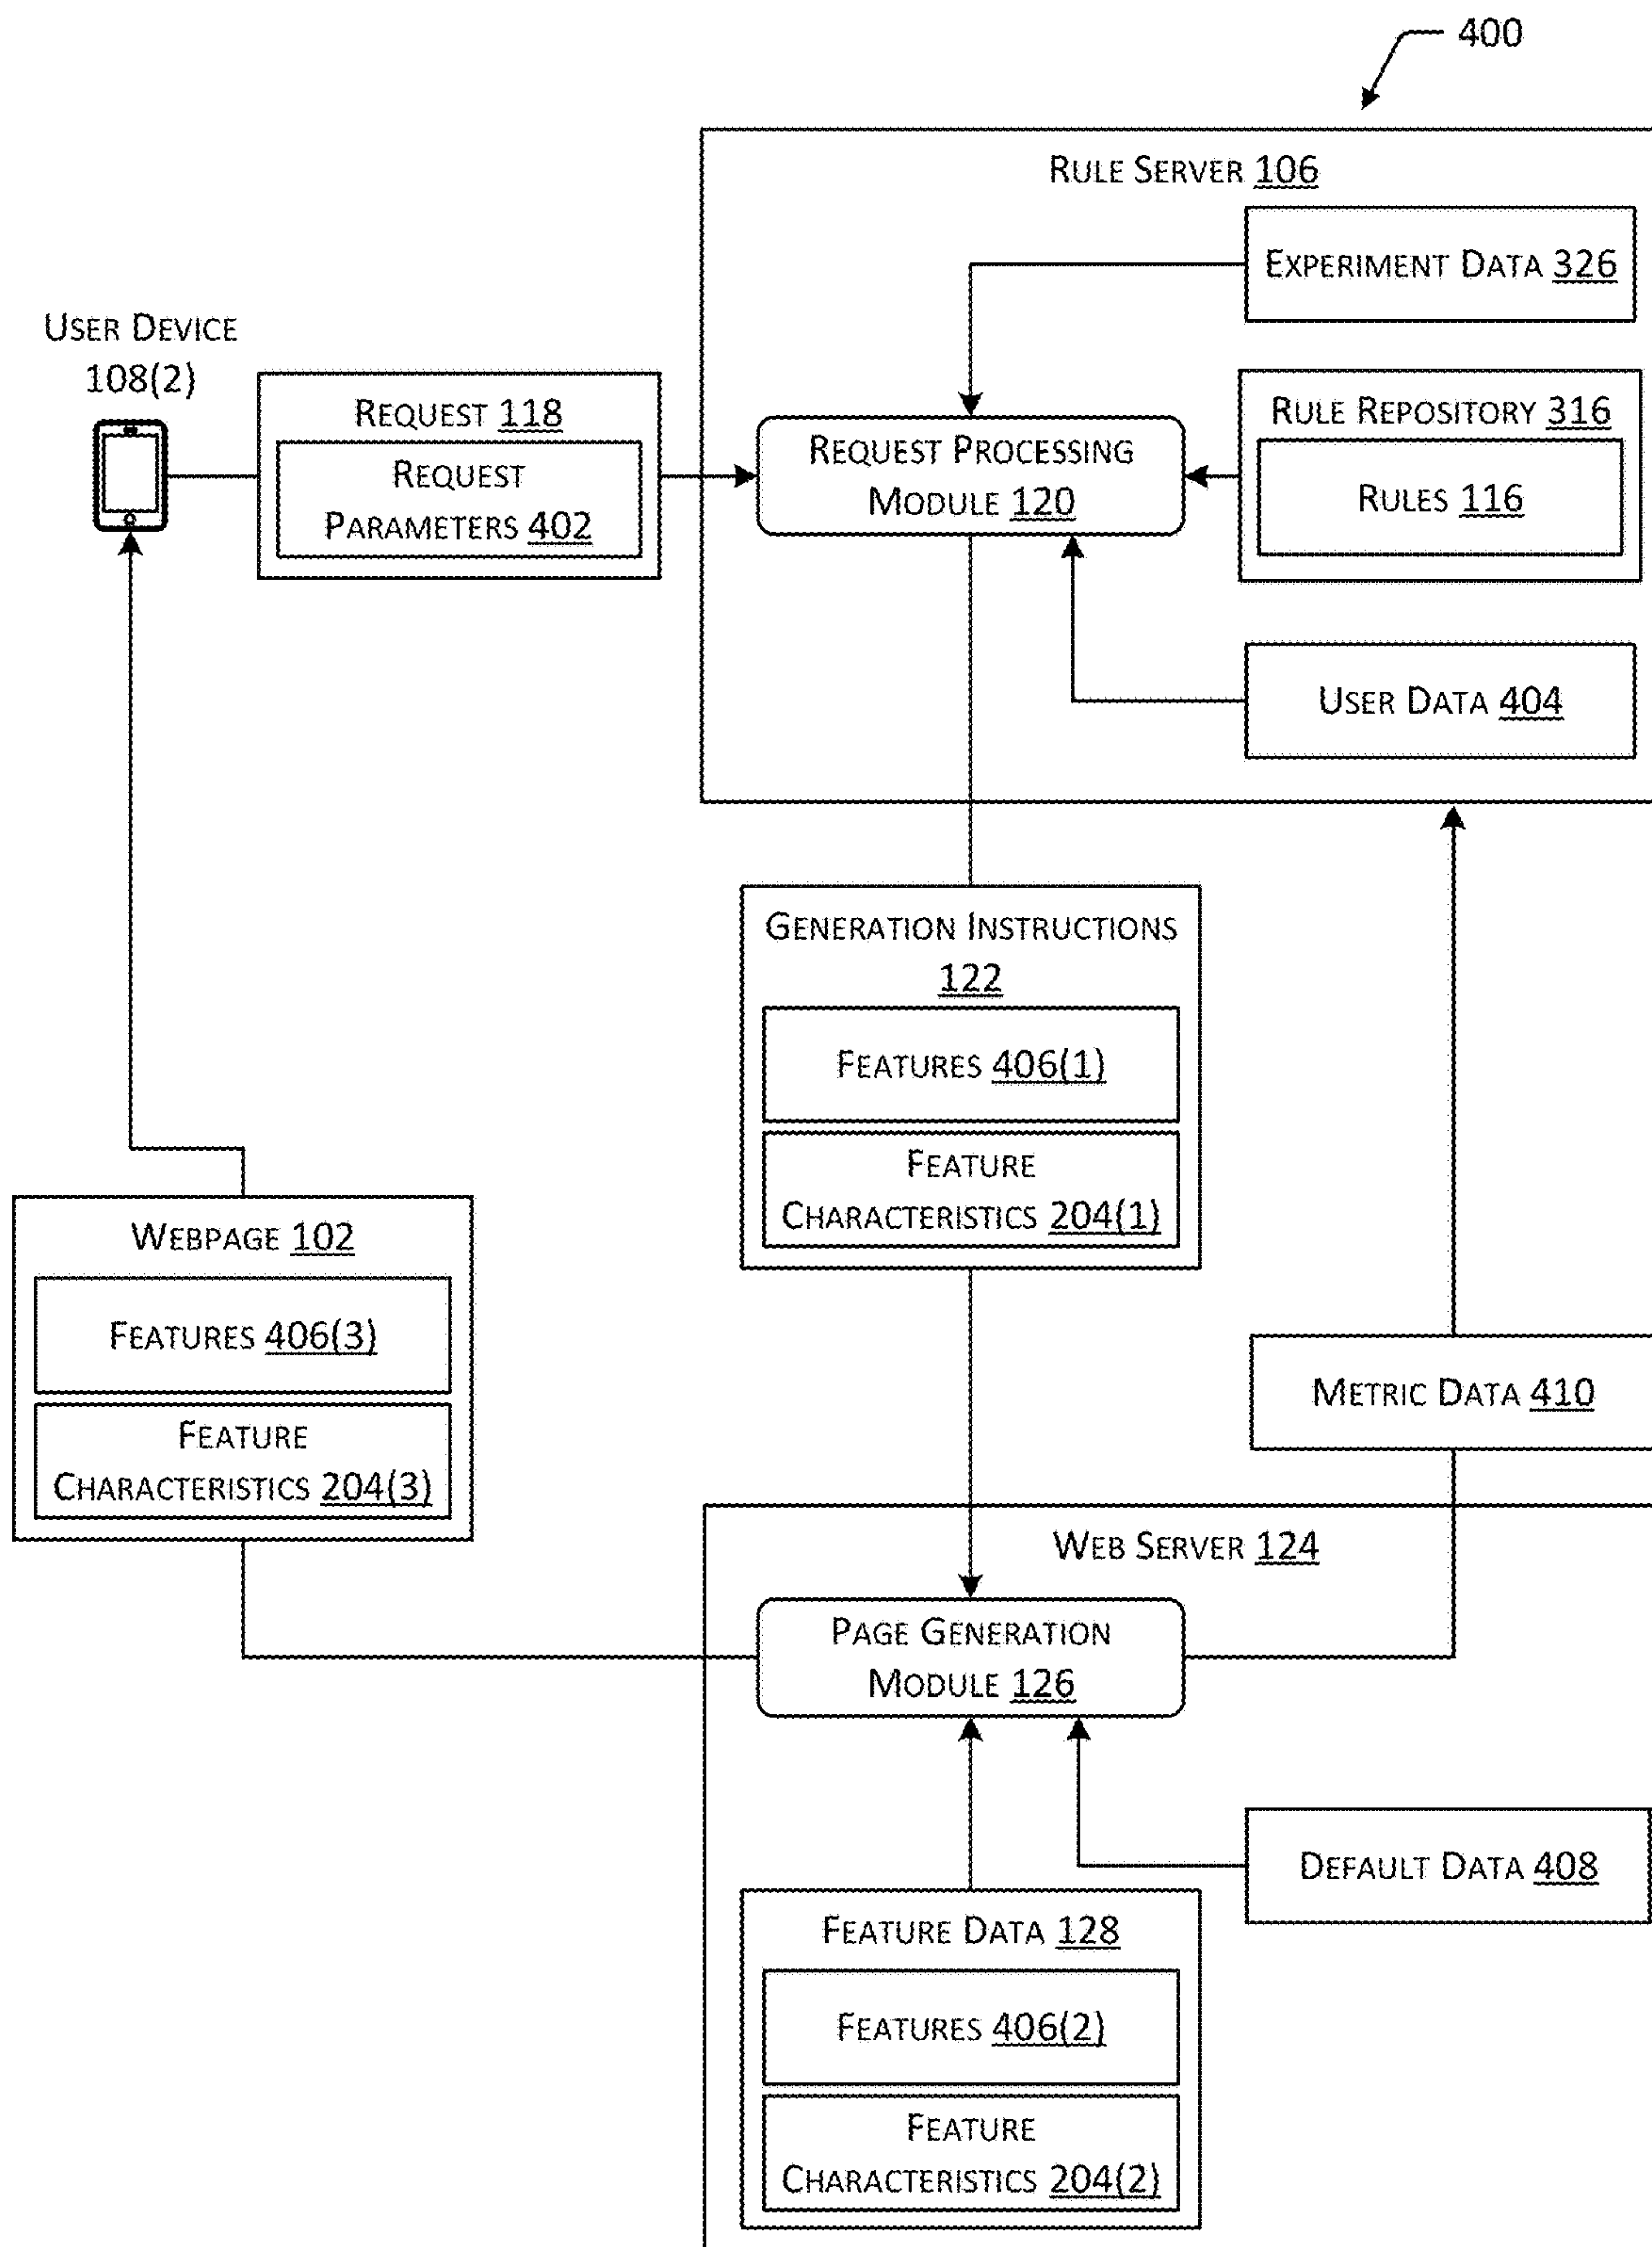 400
RULE SERVER 106
EXPERIMENT DATA 326
USER DEVICE
108(2)
REQUEST 118
REQUEST
PARAMETERS 402
REQUEST PROCESSING
MODULE 120
RULE REPOSITORY 316
RULES 116
USER DATA 404
GENERATION INSTRUCTIONS
122
FEATURES 406(1)
FEATURE
CHARACTERISTICS 204(1)
WEBPAGE 102
FEATURES 406(3)
FEATURE
CHARACTERISTICS 204(3)
METRIC DATA 410
WEB SERVER 124
PAGE GENERATION
MODULE 126
DEFAULT DATA 408
FEATURE DATA 128
FEATURES 406(2)
FEATURE
CHARACTERISTICS 204(2)